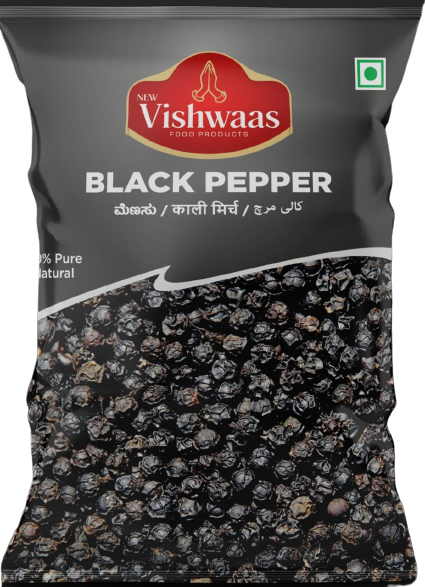 NEW
Vishwaas
FOOD PRODUCTS
BLACK PEPPER
ಮೆಣಸು / काली मिर्च / کالی مرچ
0% Pure
Natural